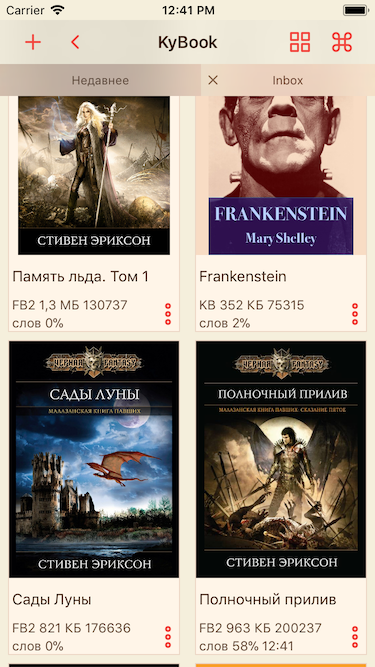 Carrier 12:41 PM
KyBook
Недавнее
Inbox
СТИВЕН ЭРИКСОН
Память льда. Том 1
FB2 1,3 МБ 130737
слов 0%
FRANKENSTEIN
Mary Shelley
Frankenstein
KB 352 КБ 75315
слов 2%
ЧЕРНАЯ FANTASY
САДЫ ЛУНЫ
МАЛАЗАНСКАЯ КНИГА ПАВШИХ
СТИВЕН ЭРИКСОН
Сады Луны
FB2 821 КБ 176636
слов 0%
ЧЕРНАЯ FANTASY
ПОЛНОЧНЫЙ ПРИЛИВ
МАЛАЗАНСКАЯ КНИГА ПАВШИХ · СКАЗАНИЕ ПЯТОЕ
СТИВЕН ЭРИКСОН
Полночный прилив
FB2 963 КБ 200237
слов 58% 12:41